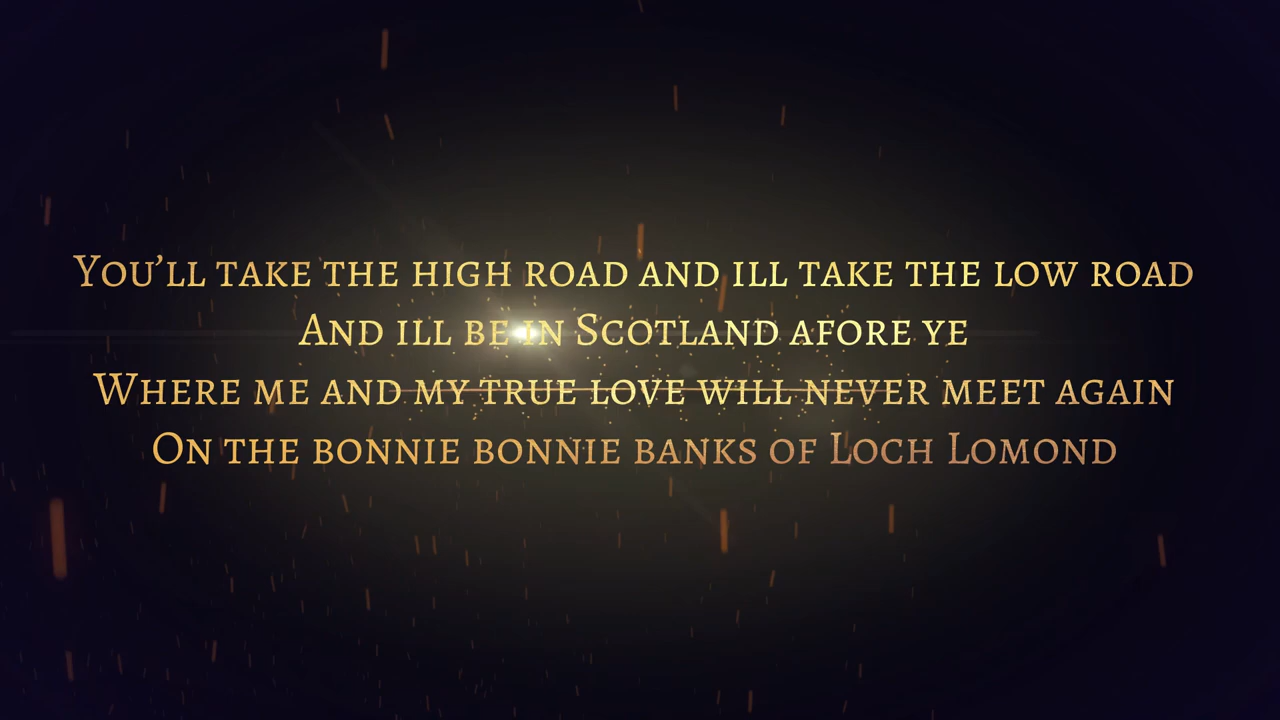 You’ll take the high road and ill take the low road
And ill be in Scotland afore ye
Where me and my true love will never meet again
On the bonnie bonnie banks of Loch Lomond